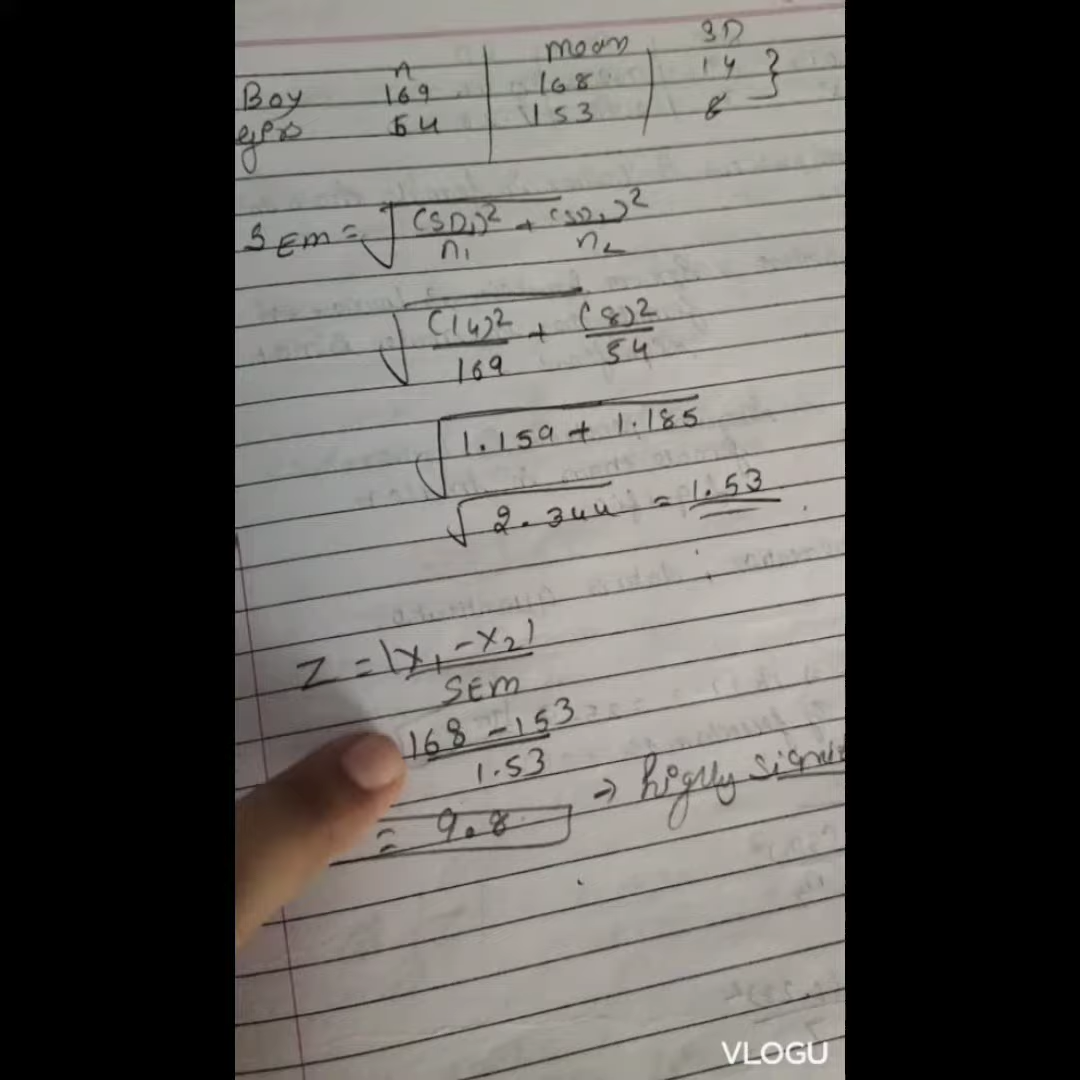 n mean SD
Boy 169 168 14 }
54 153 8
SEM = √ (SD₁)² / n₁ + (SD₂)² / n₂
√ (14)² / 169 + (8)² / 54
√ 1.159 + 1.185
√ 2.344 = 1.53
Z = |X₁ - X₂| / SEM
168 - 153 / 1.53
= 9.8 → highly
VLOGU